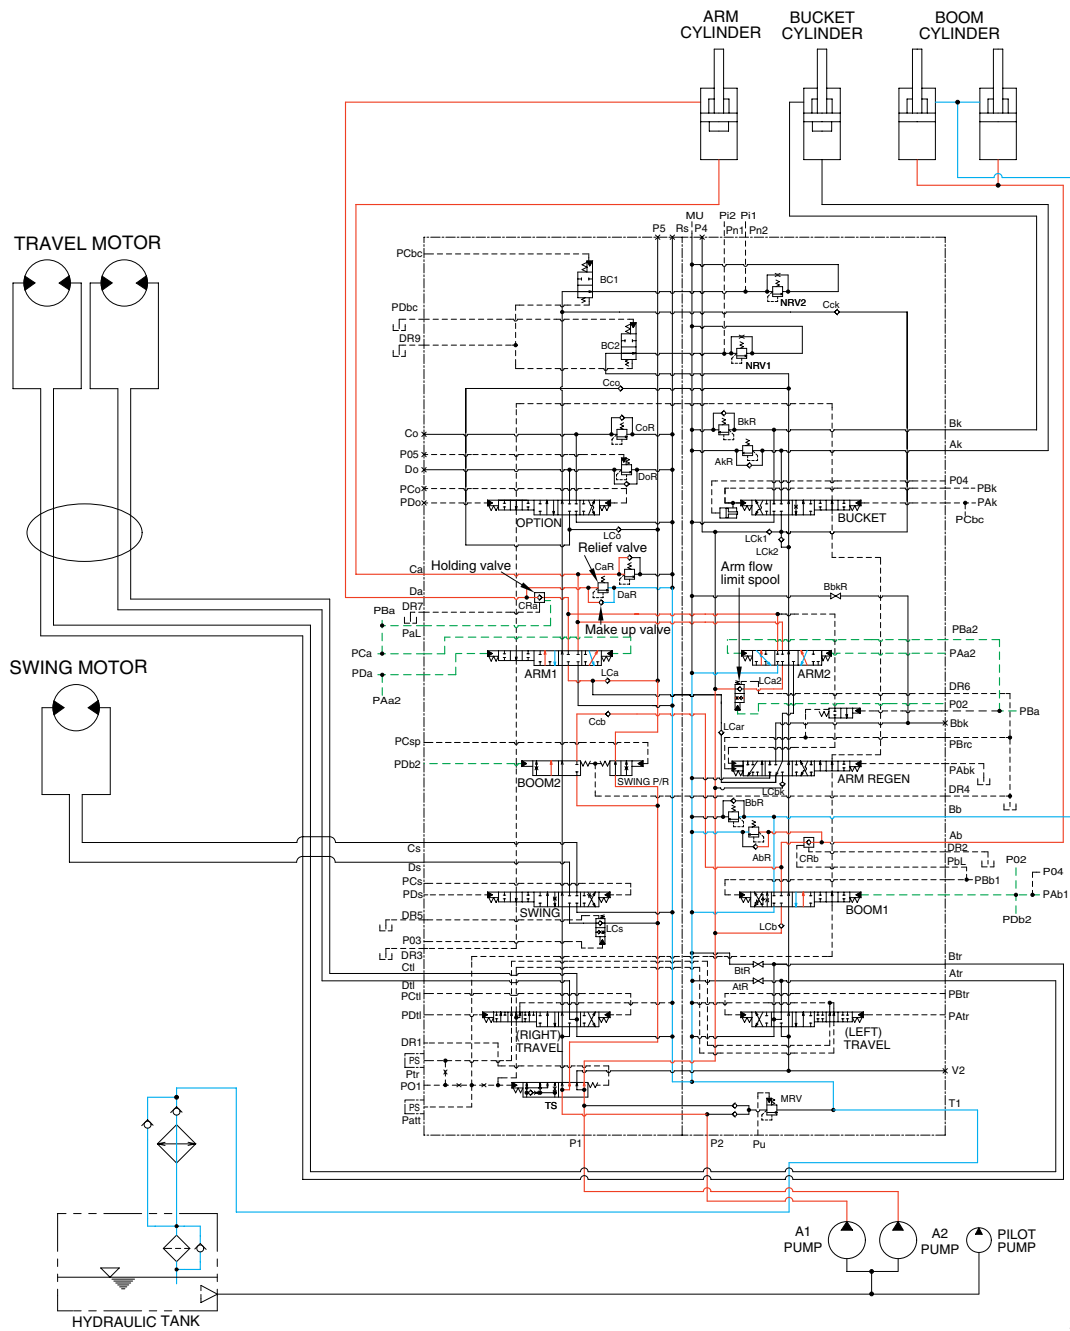 ARM
CYLINDER
BUCKET
CYLINDER
BOOM
CYLINDER
TRAVEL MOTOR
SWING MOTOR
MU Pi2 Pi1
P5 Rs P4 Pn1 Pn2
PCbc
BC1
NRV2
Cck
PDbc
DR9
BC2
NRV1
Cco
Co
CoR
BkR
Bk
Ak
P05
Do
DoR
AkR
PCo
PDo
OPTION
LCo
P04
PBk
PAk
PCbc
BUCKET
LCk1
LCk2
Relief valve
Holding valve
Arm flow
limit spool
Ca
CaR
Da
DaR
CRa
DR7
PBa
PaL
Make up valve
BbkR
PBa2
PCa
PAa2
PDa
PAa2
ARM1
LCa
LCa2
ARM2
DR6
P02
PBa
Ccb
LCar
Bbk
PCsp
PBrc
PDb2
BOOM2
SWING P/R
ARM REGEN
PAbk
LCbk
DR4
BbR
Bb
AbR
CRb
Ab
DR2
PbL
PBb1
P02
P04
PAb1
PDb2
Cs
Ds
PCs
PDs
SWING
BOOM1
DR5
LCs
LCb
P03
DR3
Ctl
Btr
BtR
Atr
AtR
Dtl
PCtl
PBtr
PDtl
PAtr
(RIGHT)
TRAVEL
(LEFT)
TRAVEL
DR1
PS
Ptr
PO1
TS
V2
PS
Patt
MRV
T1
P1
P2
Pu
A1
PUMP
A2
PUMP
PILOT
PUMP
HYDRAULIC TANK